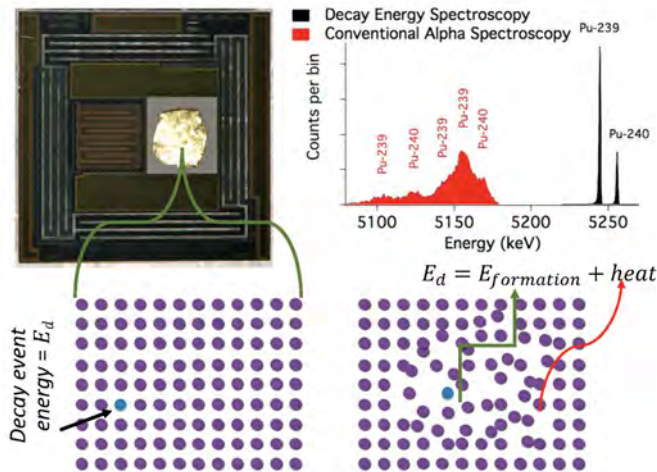 Decay Energy Spectroscopy
Conventional Alpha Spectroscopy
Pu-239
Pu-240
Pu-239
Pu-240
Pu-239
Pu-239
Pu-240
Counts per bin
5100
5150
5200
5250
Energy (keV)
E_d = E_formation + heat
Decay event
energy = E_d